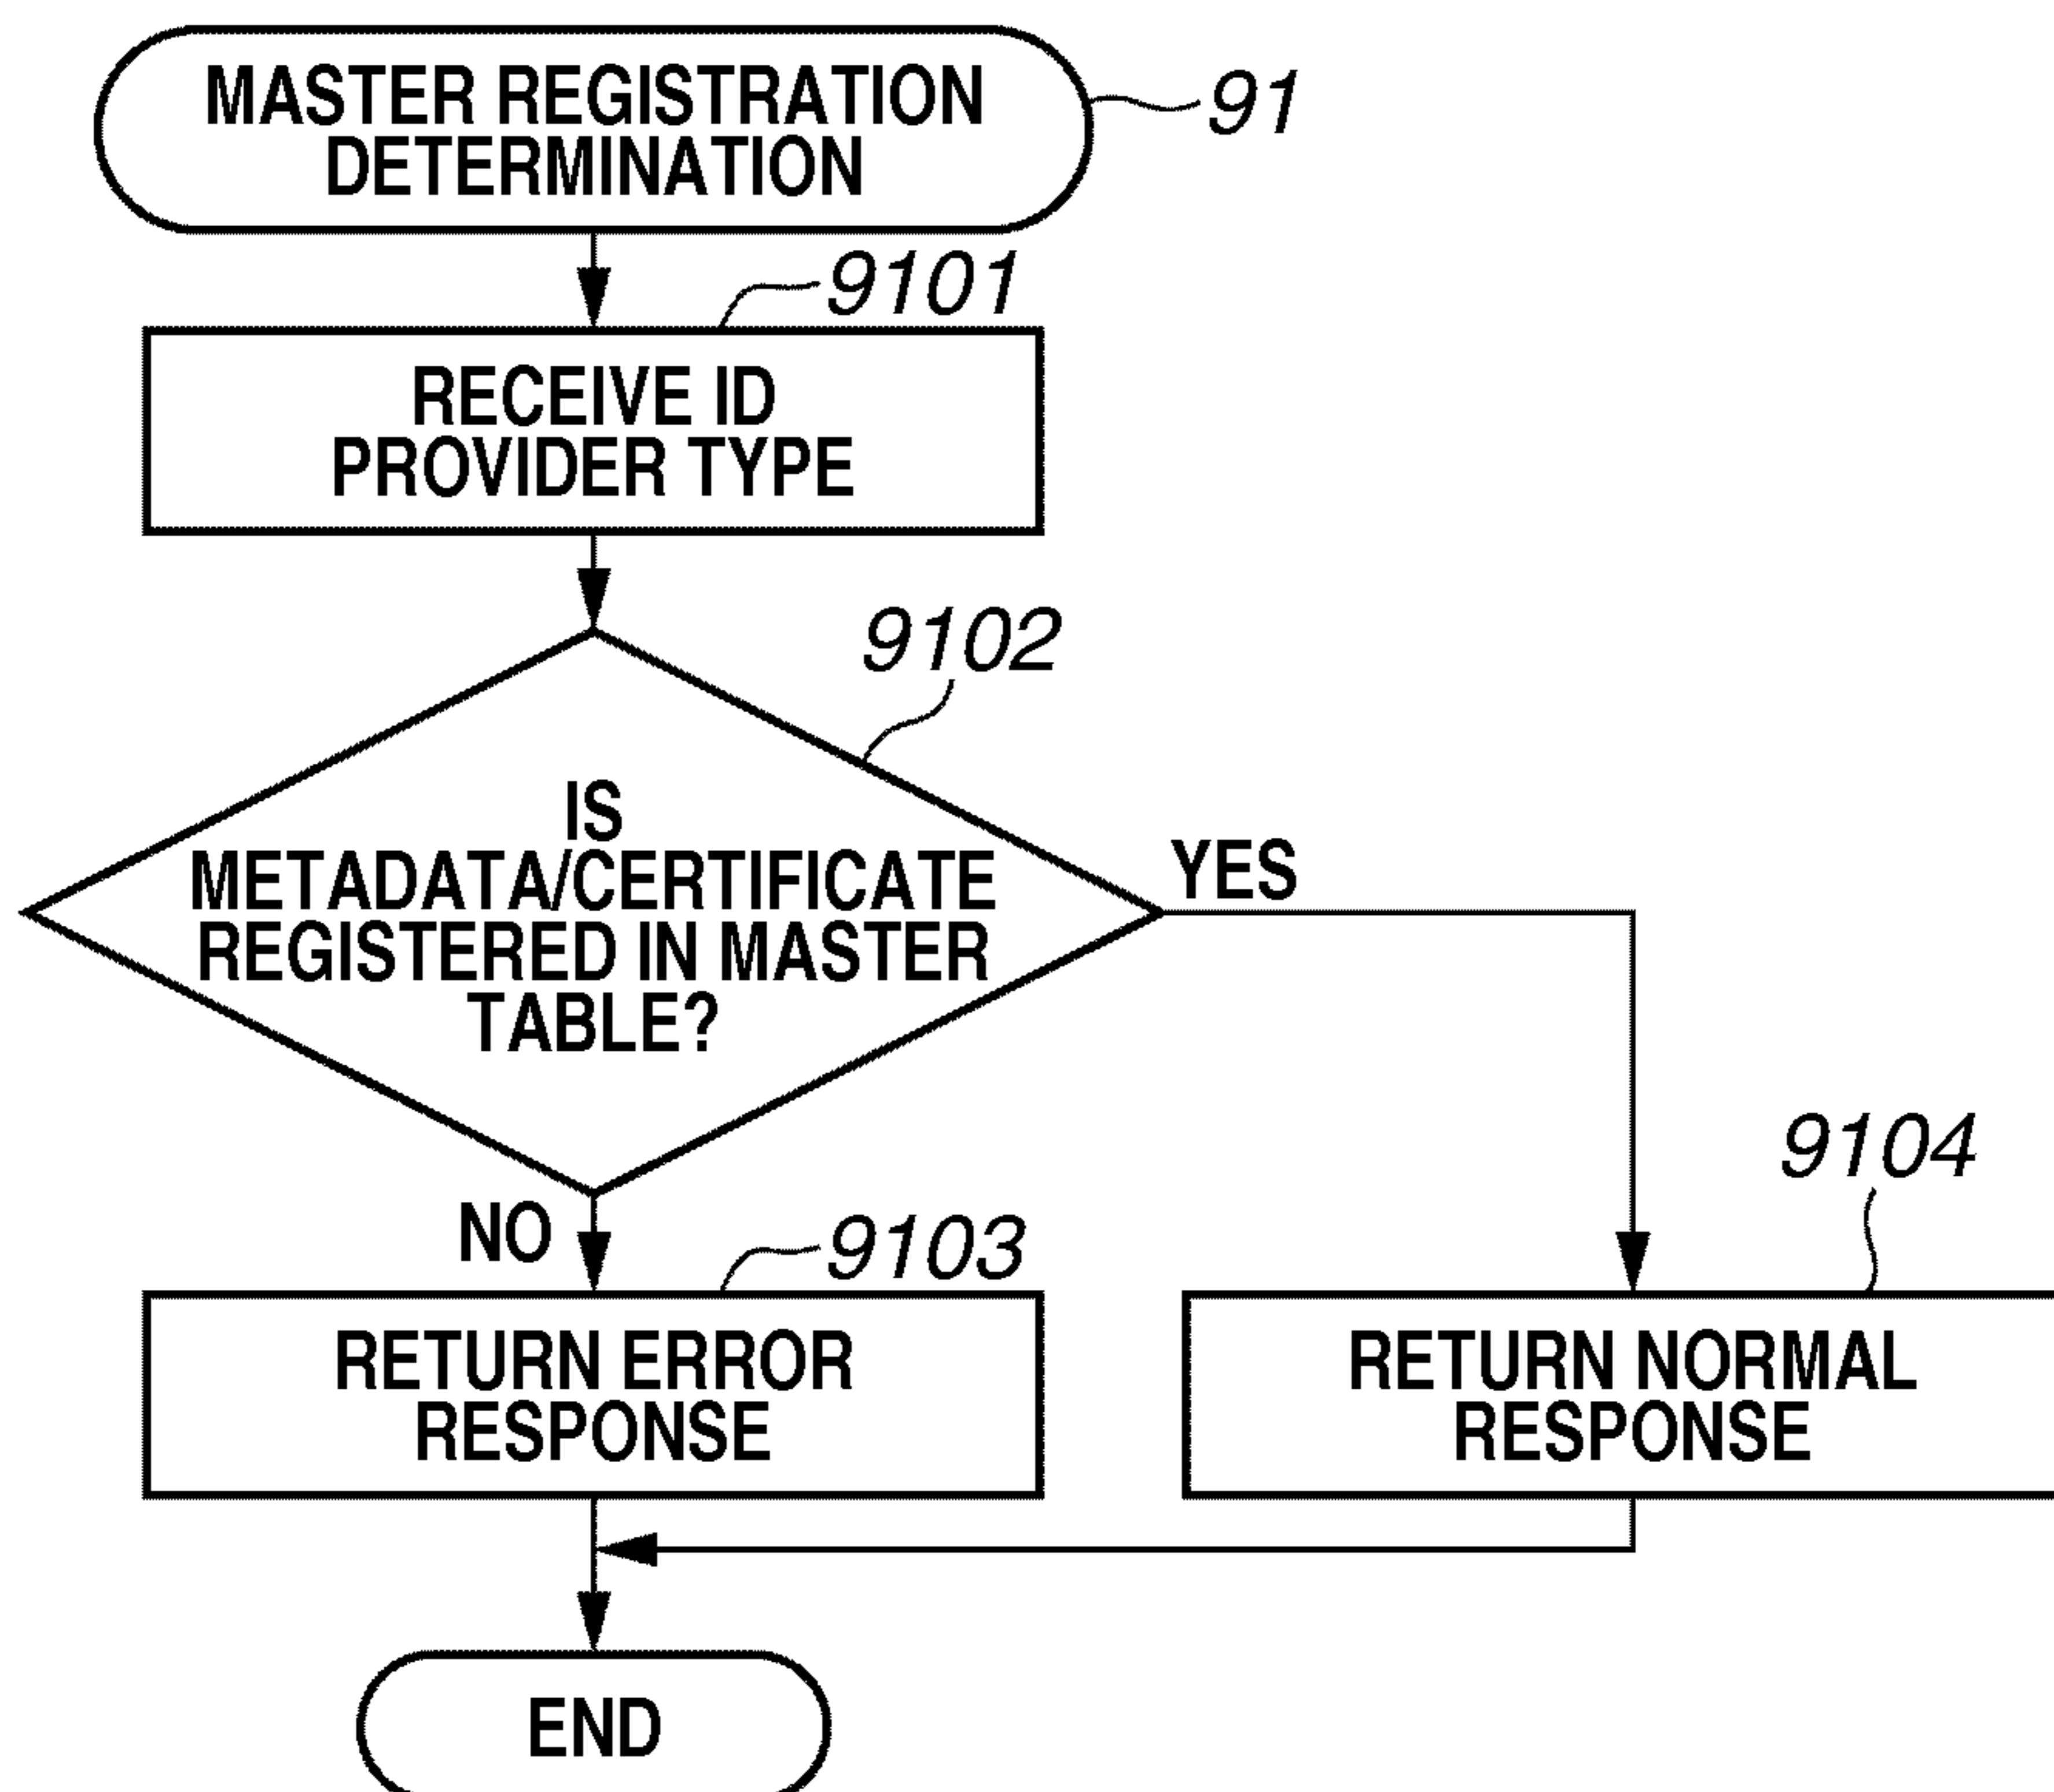 MASTER REGISTRATION
DETERMINATION
91
9101
RECEIVE ID
PROVIDER TYPE
9102
IS
METADATA/CERTIFICATE
REGISTERED IN MASTER
TABLE?
YES
NO
9103
9104
RETURN ERROR
RESPONSE
RETURN NORMAL
RESPONSE
END